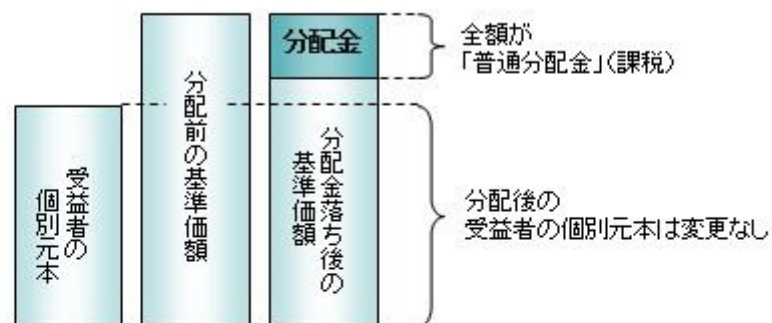 受益者の
個別元本
分配前の基準価額
分配金
分配金落ち後の
基準価額
全額が
「普通分配金」(課税)
分配後の
受益者の個別元本は変更なし